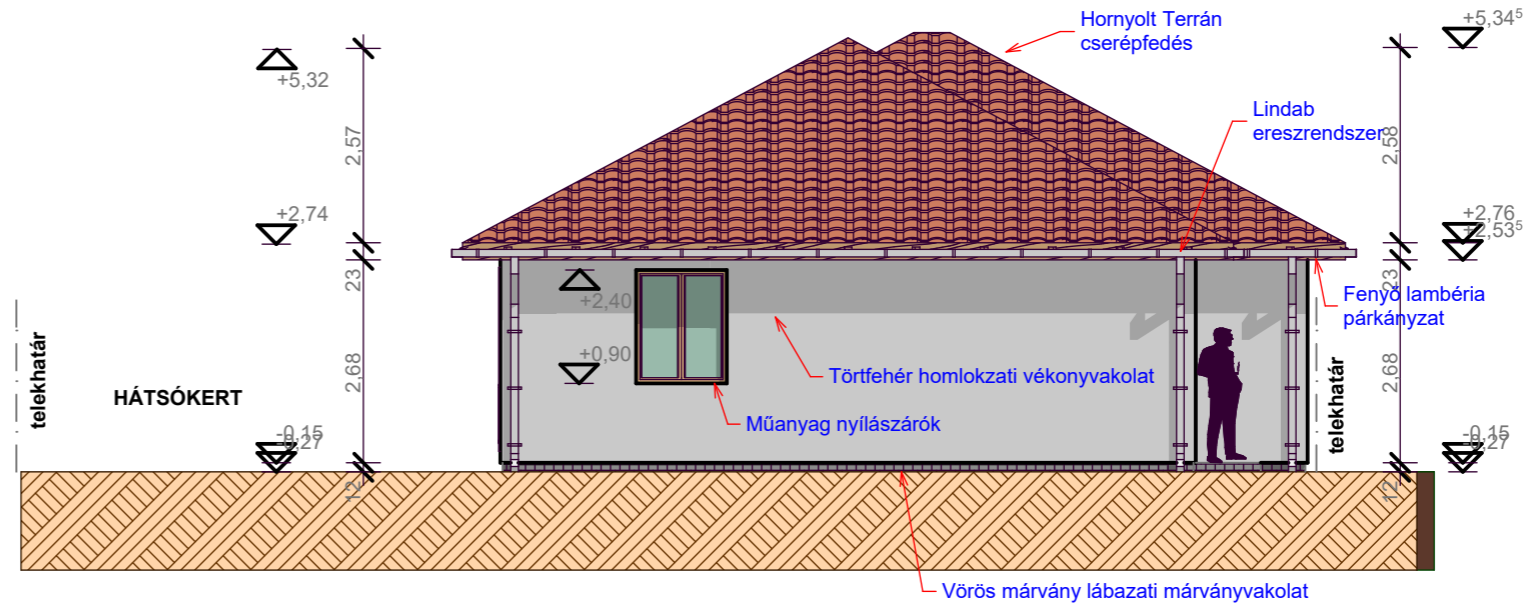 Hornyolt Terrán
cserépfedés
+5,34⁵
+5,32
2,57
Lindab
ereszrendszer
2,58
+2,74
+2,76
+2,53⁵
23
23
+2,40
Fenyő lambéria
párkányzat
+0,90
telekhatár
HÁTSÓKERT
2,68
Törtfehér homlokzati vékonyvakolat
2,68
Műanyag nyílászárók
telekhatár
-0,15
-0,27
-0,15
-0,27
12
12
Vörös márvány lábazati márványvakolat